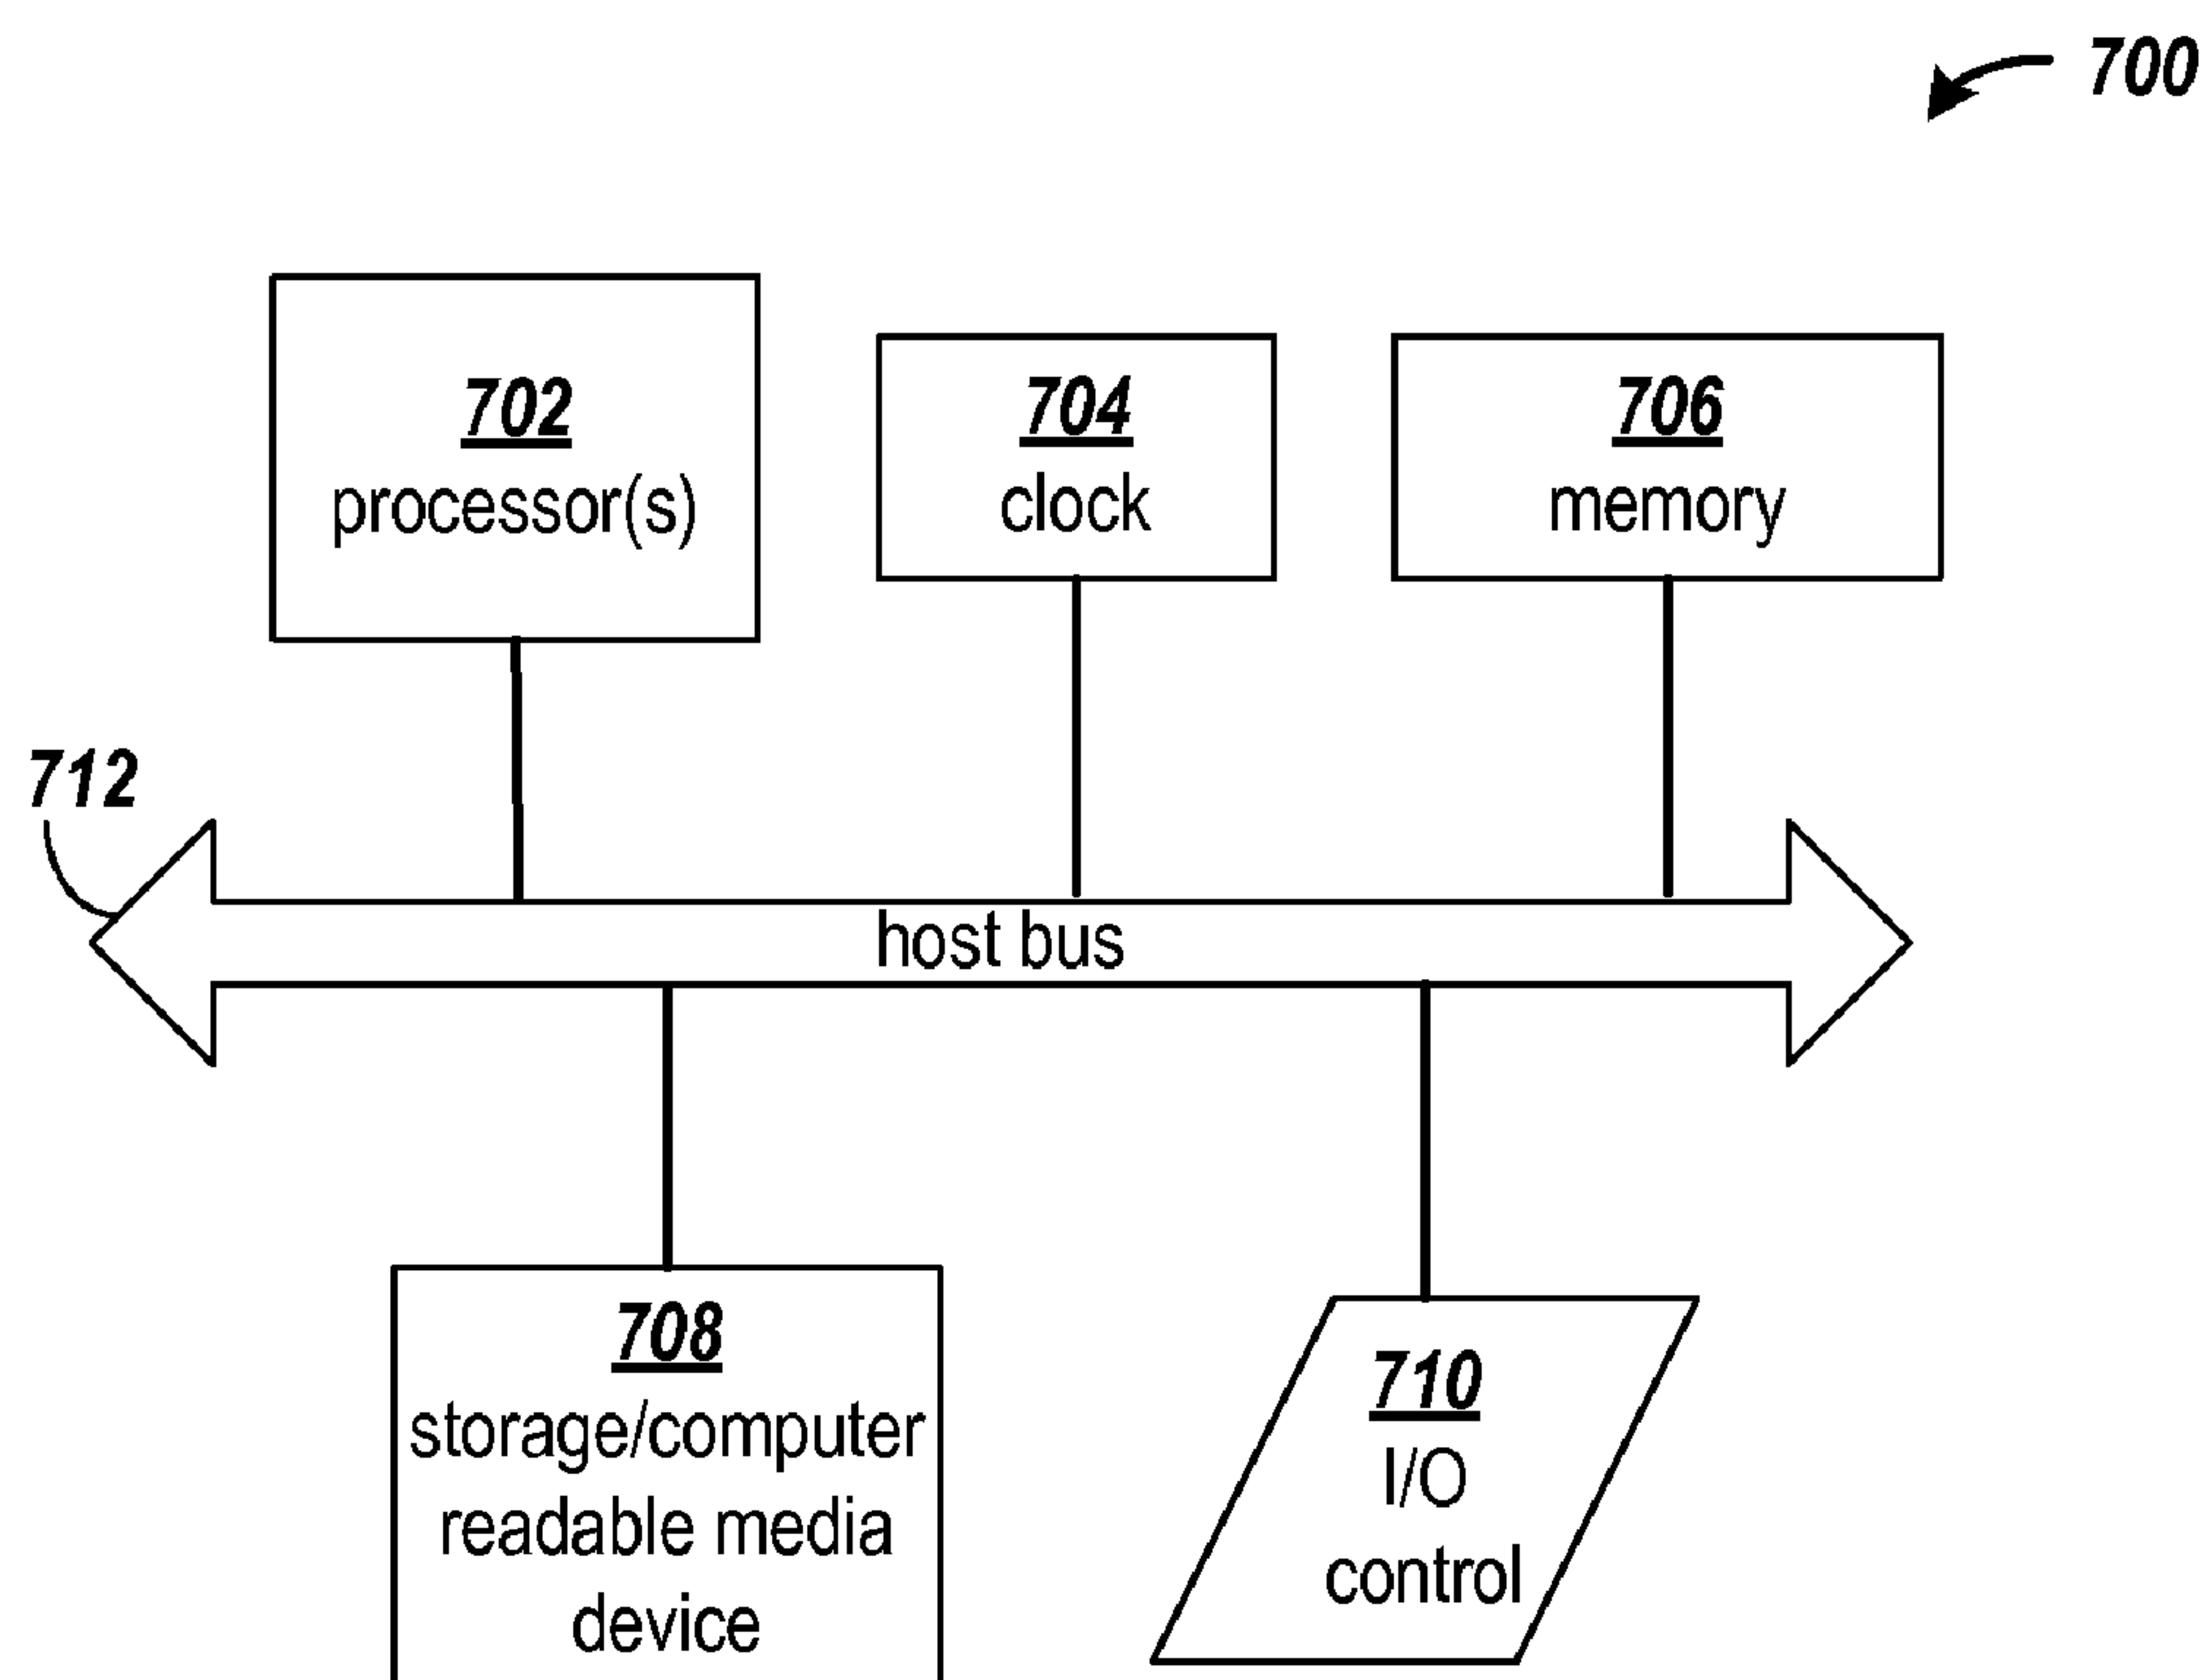 700
702
processor(s)
704
clock
706
memory
712
host bus
708
storage/computer
readable media
device
710
I/O
control